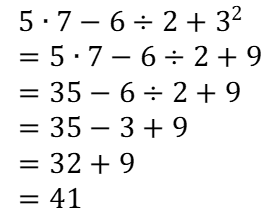 5 · 7 − 6 ÷ 2 + 3²
= 5 · 7 − 6 ÷ 2 + 9
= 35 − 6 ÷ 2 + 9
= 35 − 3 + 9
= 32 + 9
= 41